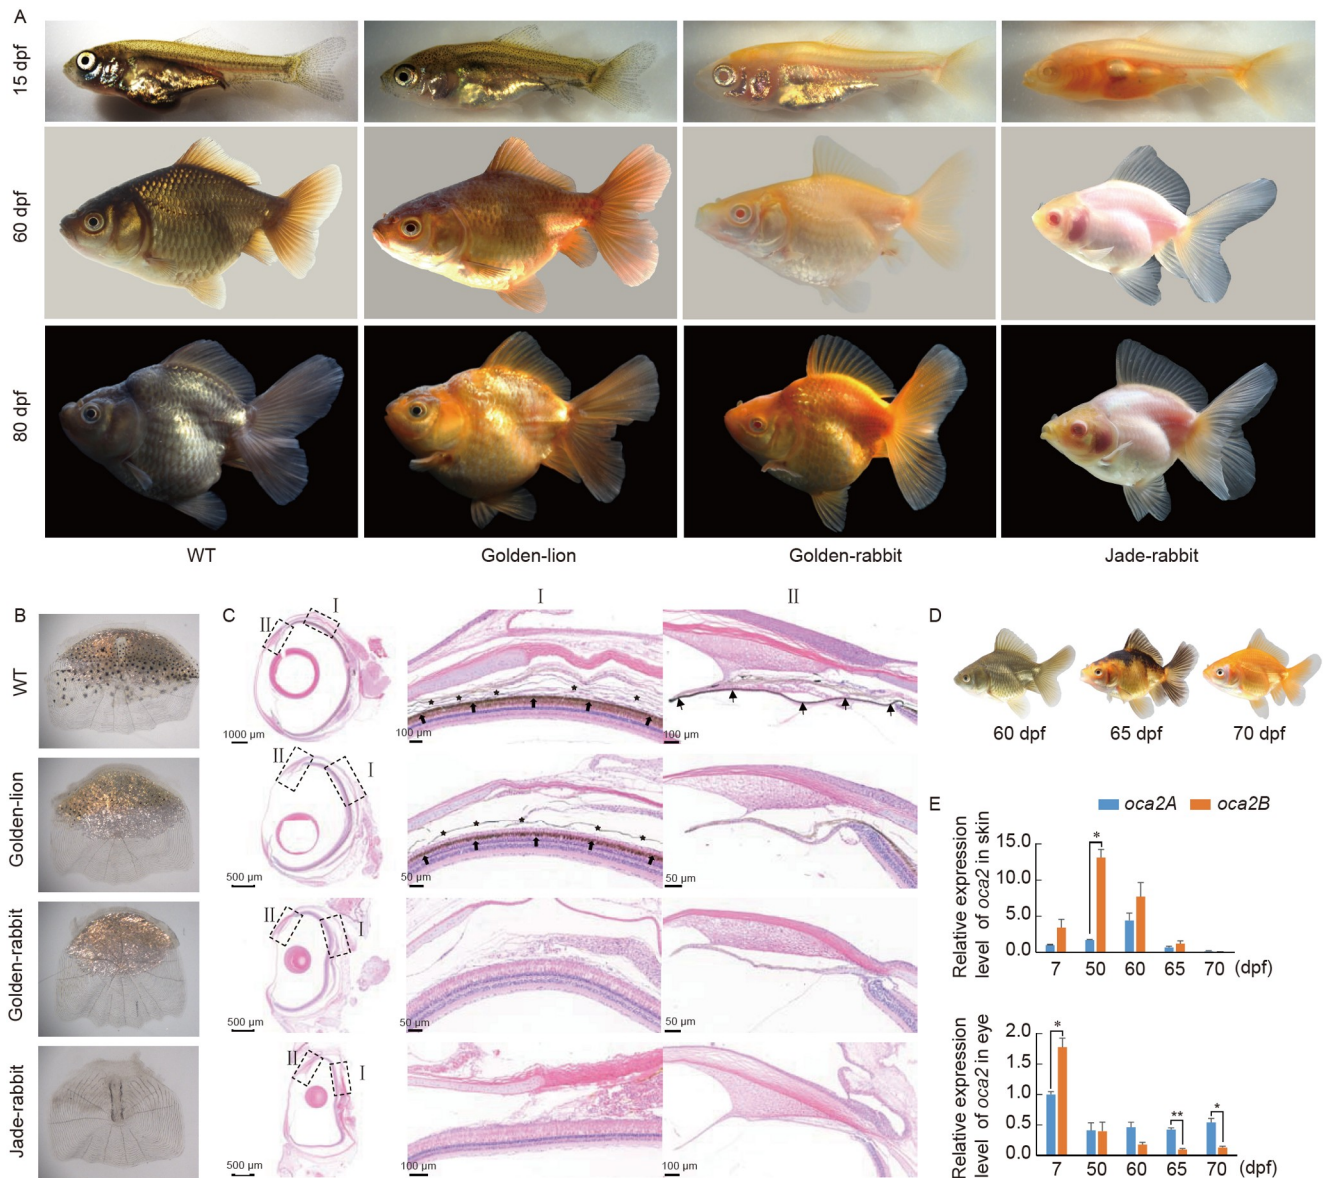 A
15 dpf
60 dpf
80 dpf
WT
Golden-lion
Golden-rabbit
Jade-rabbit
B
WT
Golden-lion
Golden-rabbit
Jade-rabbit
C
I
II
I
II
1000 μm
100 μm
100 μm
II
I
500 μm
50 μm
50 μm
II
I
500 μm
50 μm
50 μm
II
I
500 μm
100 μm
100 μm
D
60 dpf
65 dpf
70 dpf
E
oca2A
oca2B
Relative expression
level of oca2 in skin
15.0
10.0
5.0
0.0
*
7
50
60
65
70
(dpf)
Relative expression
level of oca2 in eye
2.0
1.5
1.0
0.5
0.0
*
**
*
7
50
60
65
70
(dpf)